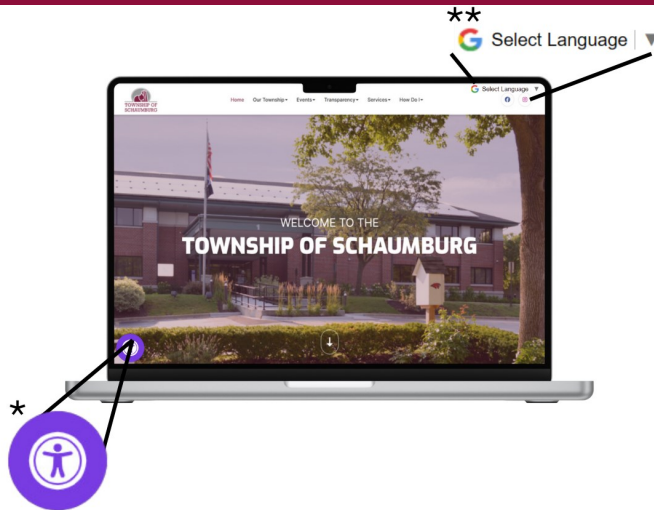 **
Select Language ▼
Select Language ▼
TOWNSHIP OF
SCHAUMBURG
Home Our Township Events Transparency Services How Do I
WELCOME TO THE
TOWNSHIP OF SCHAUMBURG
*